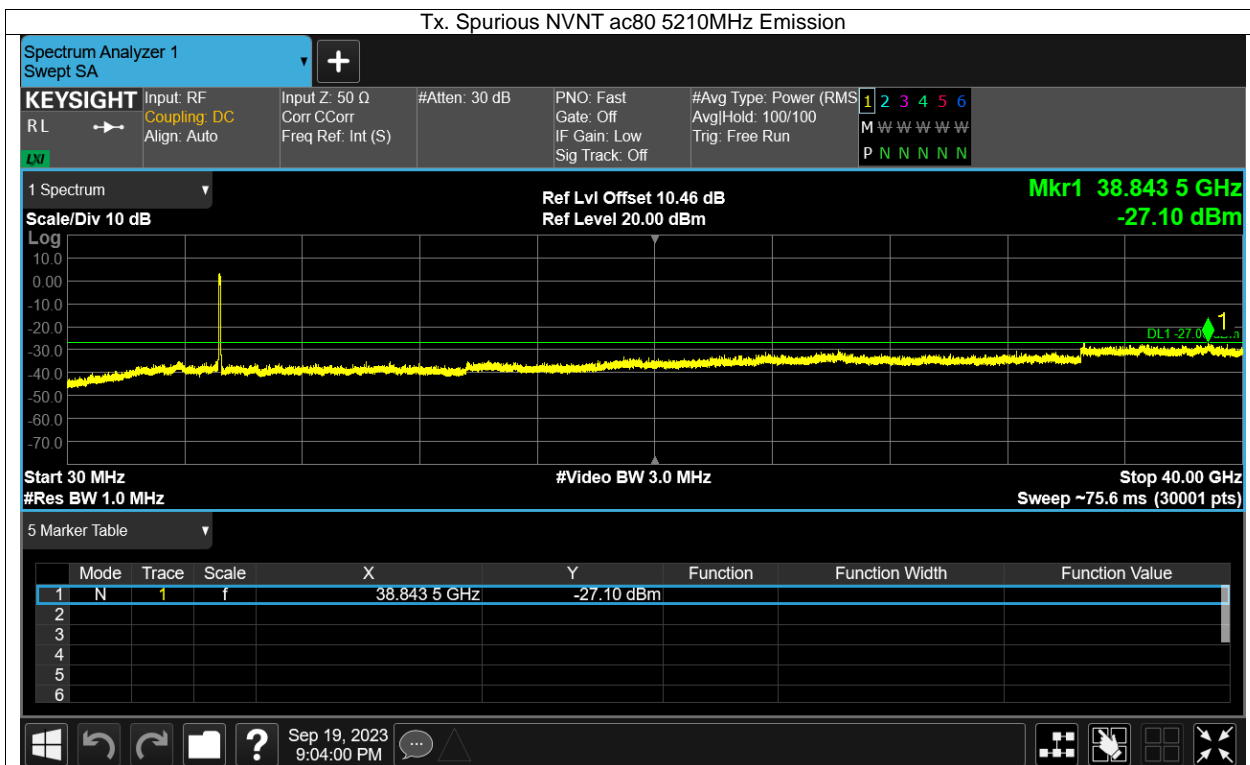 Tx. Spurious NVNT ac80 5210MHz Emission
Spectrum Analyzer 1
Swept SA
KEYSIGHT
R L
LXI
Input: RF
Coupling: DC
Align: Auto
Input Z: 50 Ω
Corr CCorr
Freq Ref: Int (S)
#Atten: 30 dB
PNO: Fast
Gate: Off
IF Gain: Low
Sig Track: Off
#Avg Type: Power (RMS
Avg|Hold: 100/100
Trig: Free Run
1 2 3 4 5 6
M W W W W W
P N N N N N
1 Spectrum
Scale/Div 10 dB
Ref Lvl Offset 10.46 dB
Ref Level 20.00 dBm
Mkr1 38.843 5 GHz
-27.10 dBm
Log
10.0
0.00
-10.0
-20.0
-30.0
-40.0
-50.0
-60.0
-70.0
1
DL1 -27.0
Start 30 MHz
#Res BW 1.0 MHz
#Video BW 3.0 MHz
Stop 40.00 GHz
Sweep ~75.6 ms (30001 pts)
5 Marker Table
Mode Trace Scale X Y Function Function Width Function Value
1 N 1 f 38.843 5 GHz -27.10 dBm
2
3
4
5
6
?
Sep 19, 2023
9:04:00 PM